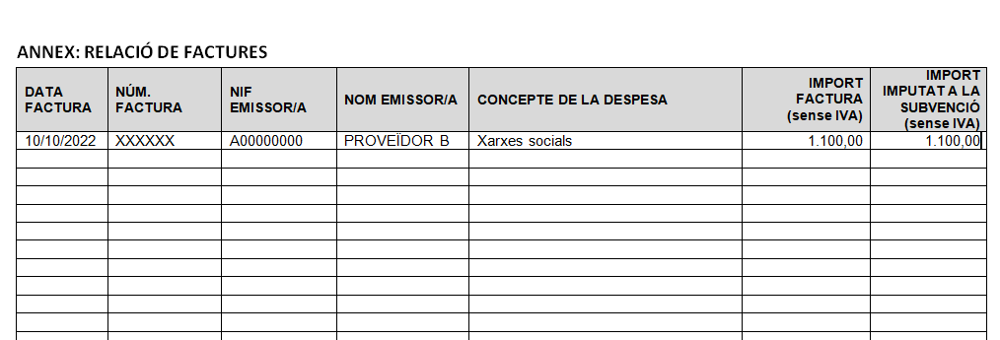 ANNEX: RELACIÓ DE FACTURES
DATA FACTURA	NÚM. FACTURA	NIF EMISSOR/A	NOM EMISSOR/A	CONCEPTE DE LA DESPESA	IMPORT FACTURA (sense IVA)	IMPORT IMPUTAT A LA SUBVENCIÓ (sense IVA)
10/10/2022	XXXXXX	A00000000	PROVEÏDOR B	Xarxes socials	1.100,00	1.100,00